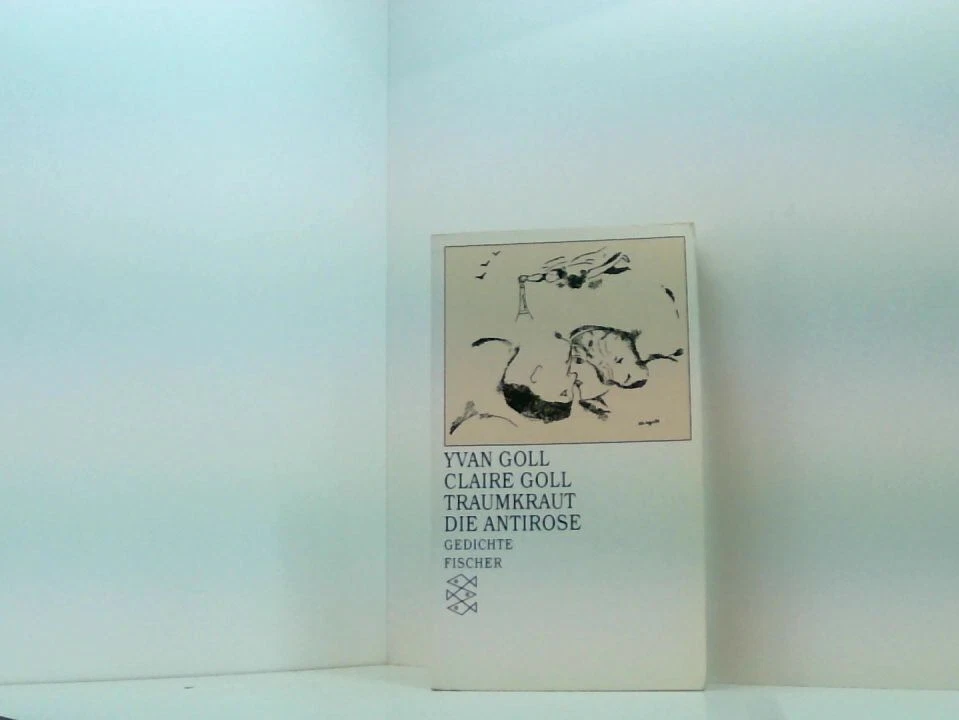 YVAN GOLL
CLAIRE GOLL
TRAUMKRAUT
DIE ANTIROSE
GEDICHTE
FISCHER